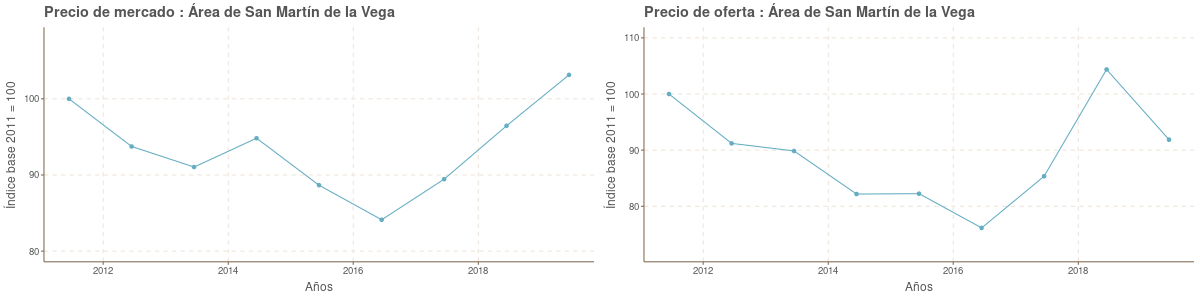 Precio de mercado : Área de San Martín de la Vega
Índice base 2011 = 100
100
90
80
2012
2014
2016
2018
Años
Precio de oferta : Área de San Martín de la Vega
Índice base 2011 = 100
110
100
90
80
2012
2014
2016
2018
Años